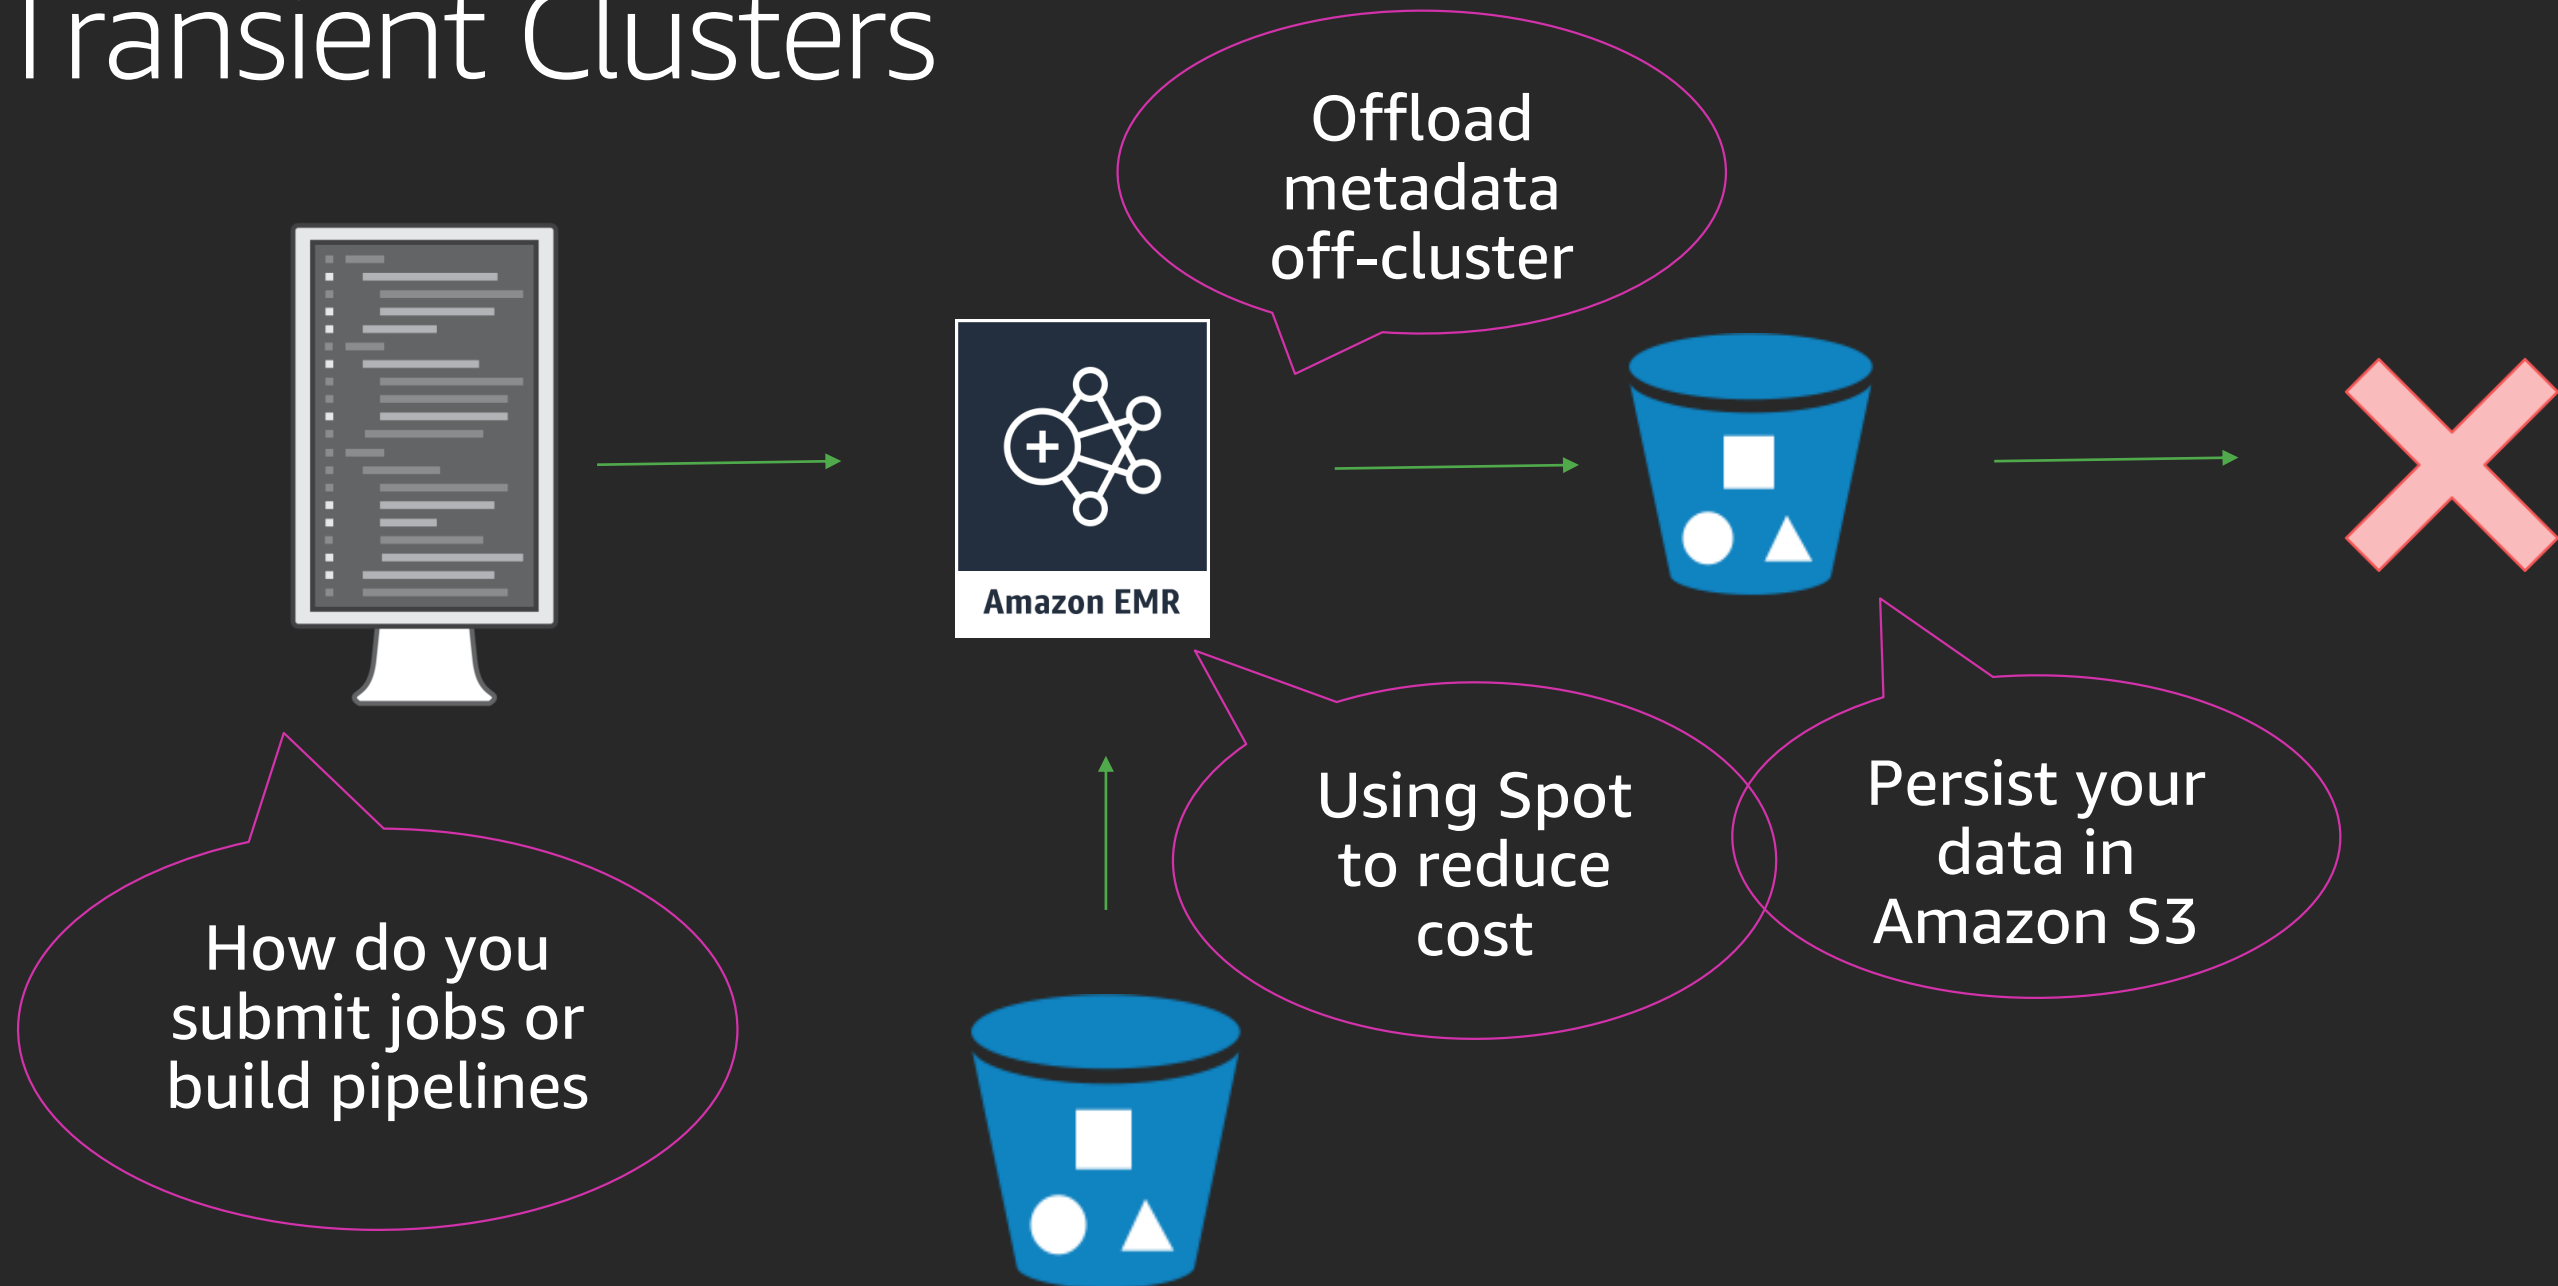 Transient Clusters
Offload
metadata
off-cluster
Amazon EMR
Using Spot
to reduce
cost
Persist your
data in
Amazon S3
How do you
submit jobs or
build pipelines